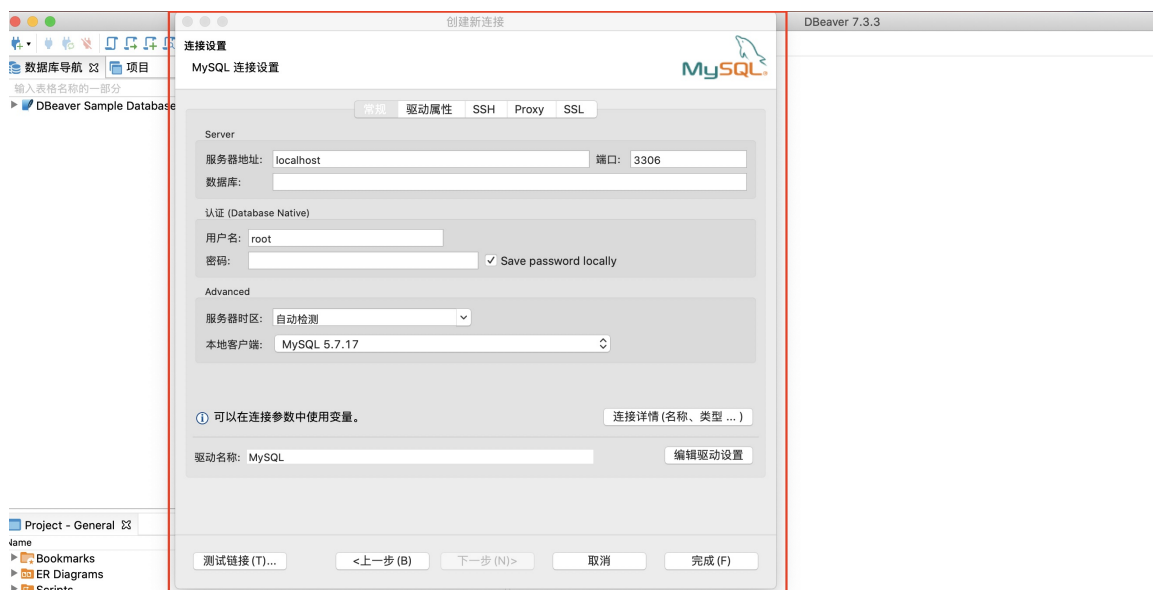 创建新连接
DBeaver 7.3.3
数据库导航 项目
输入表格名称的一部分
DBeaver Sample Database
连接设置
MySQL 连接设置
MySQL
常规 驱动属性 SSH Proxy SSL
Server
服务器地址: localhost 端口: 3306
数据库:
认证 (Database Native)
用户名: root
密码: Save password locally
Advanced
服务器时区: 自动检测
本地客户端: MySQL 5.7.17
可以在连接参数中使用变量。 连接详情(名称、类型 ... )
驱动名称: MySQL 编辑驱动设置
Project - General
Name
Bookmarks
ER Diagrams
Scripts
测试链接(T)... <上一步(B) 下一步(N)> 取消 完成(F)